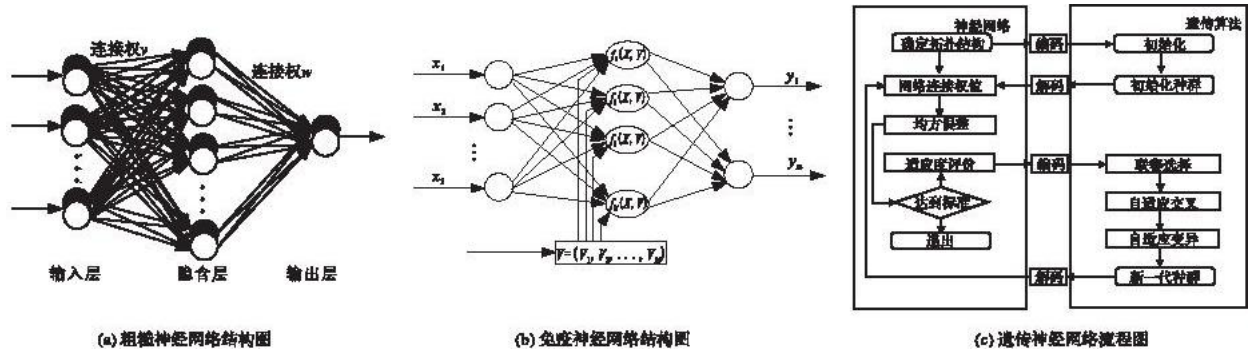 连接权v
连接权w
输入层
隐含层
输出层
(a) 粗糙神经网络结构图
x₁
x₂
x₃
f₁(X, V)
V=(V₁, V₂, ..., Vₖ)
y₁
yₘ
(b) 免疫神经网络结构图
神经网络
遗传算法
确定拓扑结构
编码
初始化
网络连接权值
解码
初始化种群
均方误差
适应度评价
编码
联赛选择
达到标准
自适应交叉
退出
自适应变异
解码
新一代种群
(c) 遗传神经网络流程图